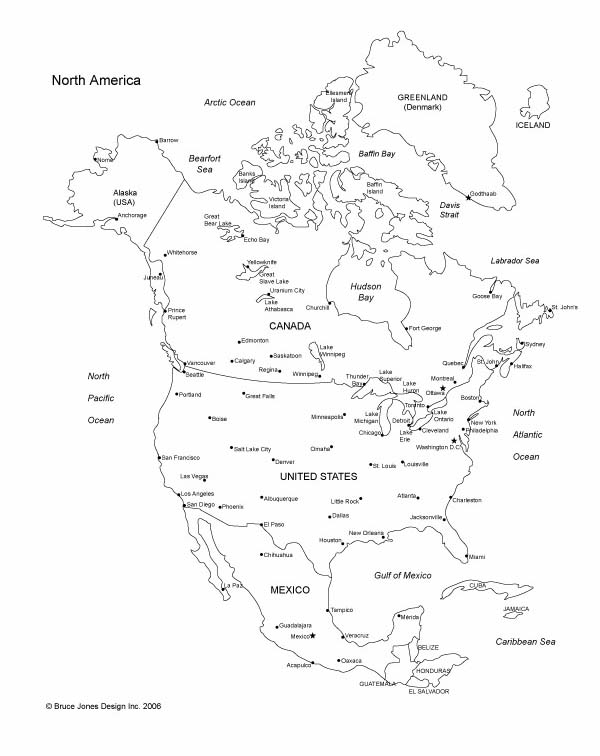 North America
Arctic Ocean
Ellesmere
Island
GREENLAND
(Denmark)
ICELAND
Barrow
Nome
Bearfort
Sea
Baffin Bay
Banks
Island
Victoria
Island
Baffin
Island
Godthaab
Davis
Strait
Alaska
(USA)
Anchorage
Great
Bear Lake
Echo Bay
Whitehorse
Yellowknife
Great
Slave Lake
Uranium City
Lake
Athabasca
Juneau
Labrador Sea
Hudson
Bay
Goose Bay
Churchill
St. John's
Prince
Rupert
CANADA
Fort George
Edmonton
Calgary
Saskatoon
Lake
Winnipeg
Regina
Winnipeg
Sydney
Halifax
St. John
Quebec
Vancouver
Seattle
Thunder
Bay
Lake
Superior
Montreal
Ottawa
Lake
Huron
North
Pacific
Ocean
Portland
Great Falls
Boston
Toronto
Lake
Ontario
Boise
Minneapolis
Lake
Michigan
Detroit
New York
Philadelphia
North
Atlantic
Ocean
Chicago
Lake
Erie
Cleveland
Washington D.C.
San Francisco
Salt Lake City
Omaha
Denver
St. Louis
Louisville
UNITED STATES
Las Vegas
Los Angeles
San Diego
Phoenix
Albuquerque
Little Rock
Atlanta
Charleston
Dallas
Jacksonville
El Paso
New Orleans
Houston
Chihuahua
Miami
La Paz
MEXICO
Gulf of Mexico
CUBA
JAMAICA
Tampico
Mérida
Guadalajara
Mexico
Veracruz
Caribbean Sea
BELIZE
Acapulco
Oaxaca
HONDURAS
GUATEMALA
EL SALVADOR
© Bruce Jones Design Inc. 2006